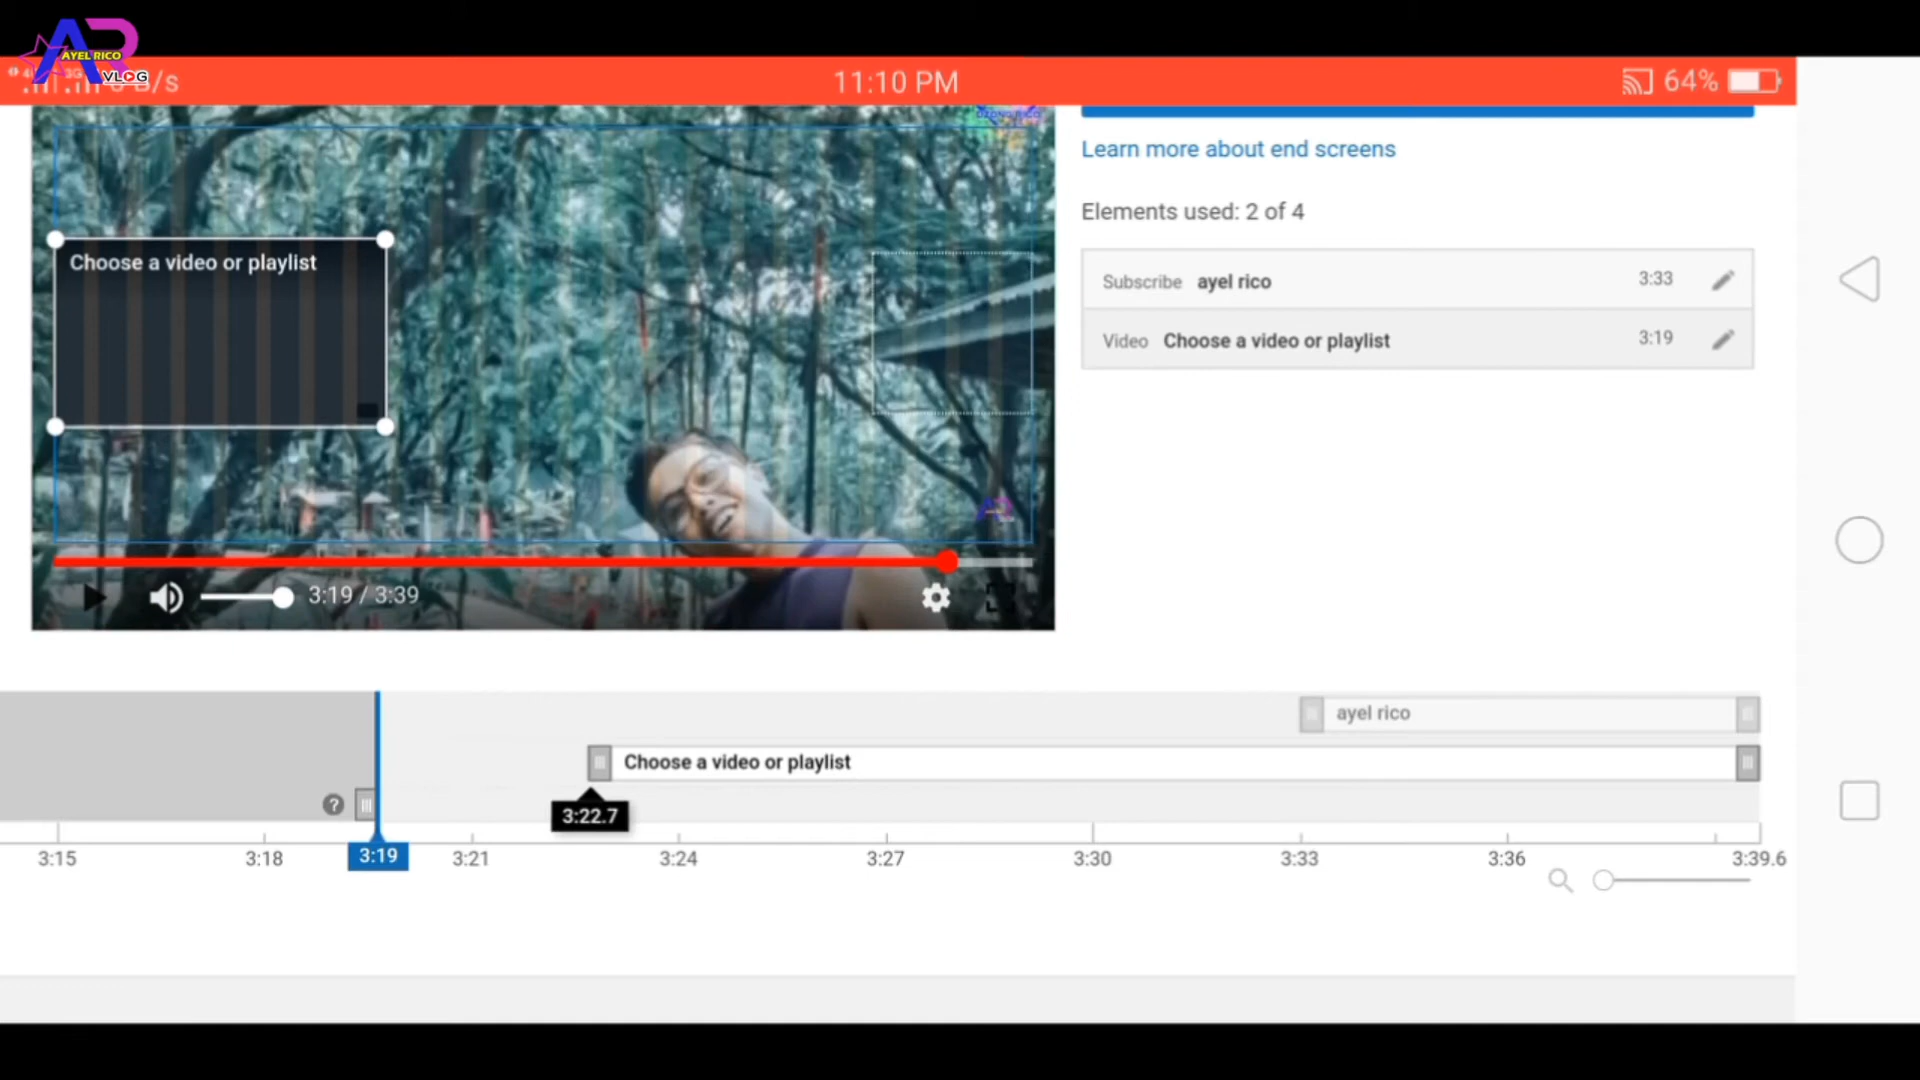 AYEL RICO
VLOG
11:10 PM
64%
Learn more about end screens
Elements used: 2 of 4
Subscribe ayel rico 3:33
Video Choose a video or playlist 3:19
Choose a video or playlist
3:19 / 3:39
ayel rico
Choose a video or playlist
?
3:22.7
3:15 3:18 3:19 3:21 3:24 3:27 3:30 3:33 3:36 3:39.6